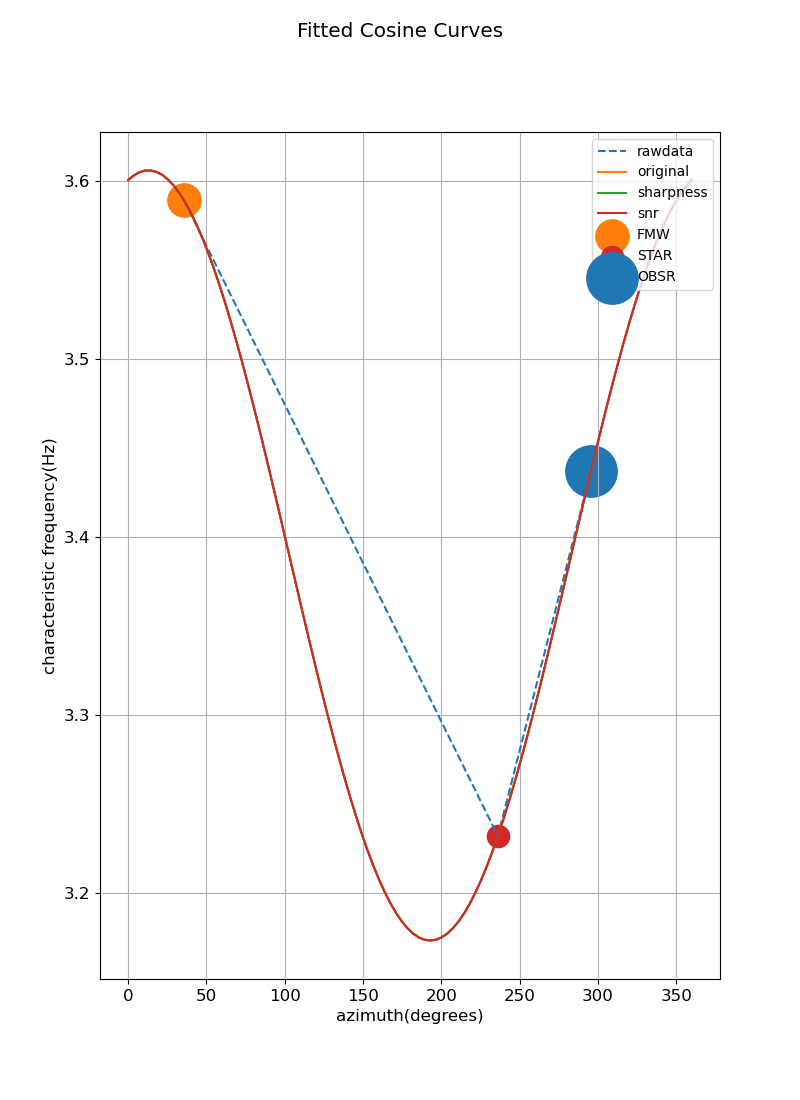 Fitted Cosine Curves
rawdata
original
sharpness
snr
FMW
STAR
OBSR
3.6
3.5
3.4
3.3
3.2
characteristic frequency(Hz)
0 50 100 150 200 250 300 350
azimuth(degrees)